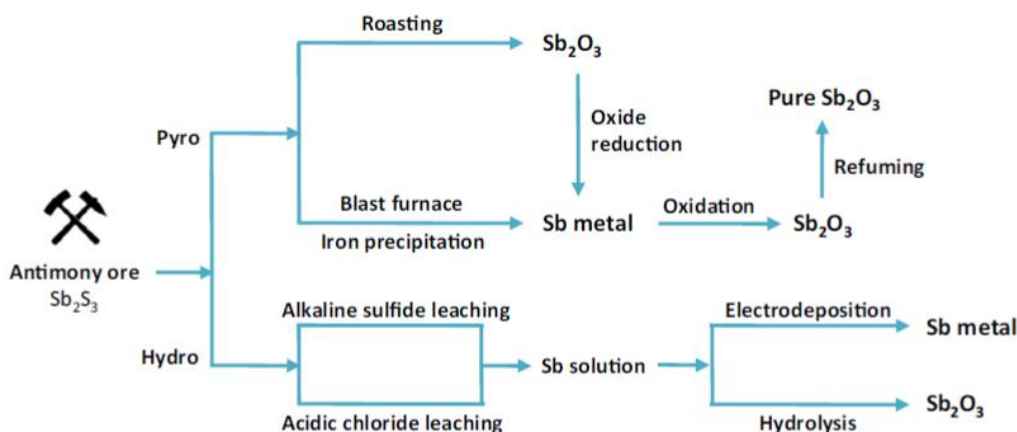 Roasting
Sb₂O₃
Pure Sb₂O₃
Pyro
Oxide
reduction
Refuming
Blast furnace
Iron precipitation
Sb metal
Oxidation
Sb₂O₃
Antimony ore
Sb₂S₃
Alkaline sulfide leaching
Electrodeposition
Sb metal
Hydro
Sb solution
Acidic chloride leaching
Hydrolysis
Sb₂O₃